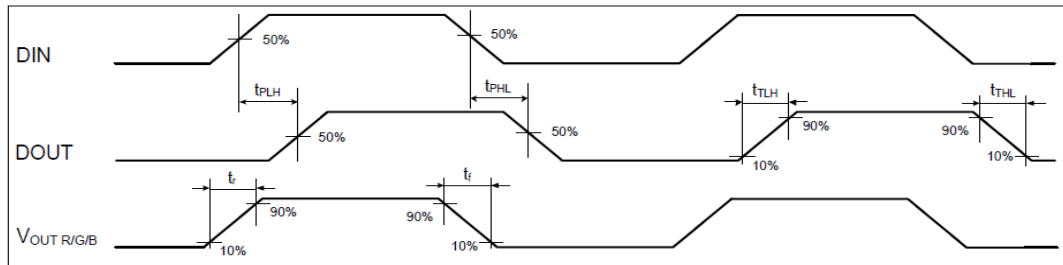 DIN
50%
50%
tPLH
tPHL
tTLH
tTHL
DOUT
50%
50%
90%
10%
90%
10%
tr
tf
VOUT R/G/B
10%
90%
90%
10%